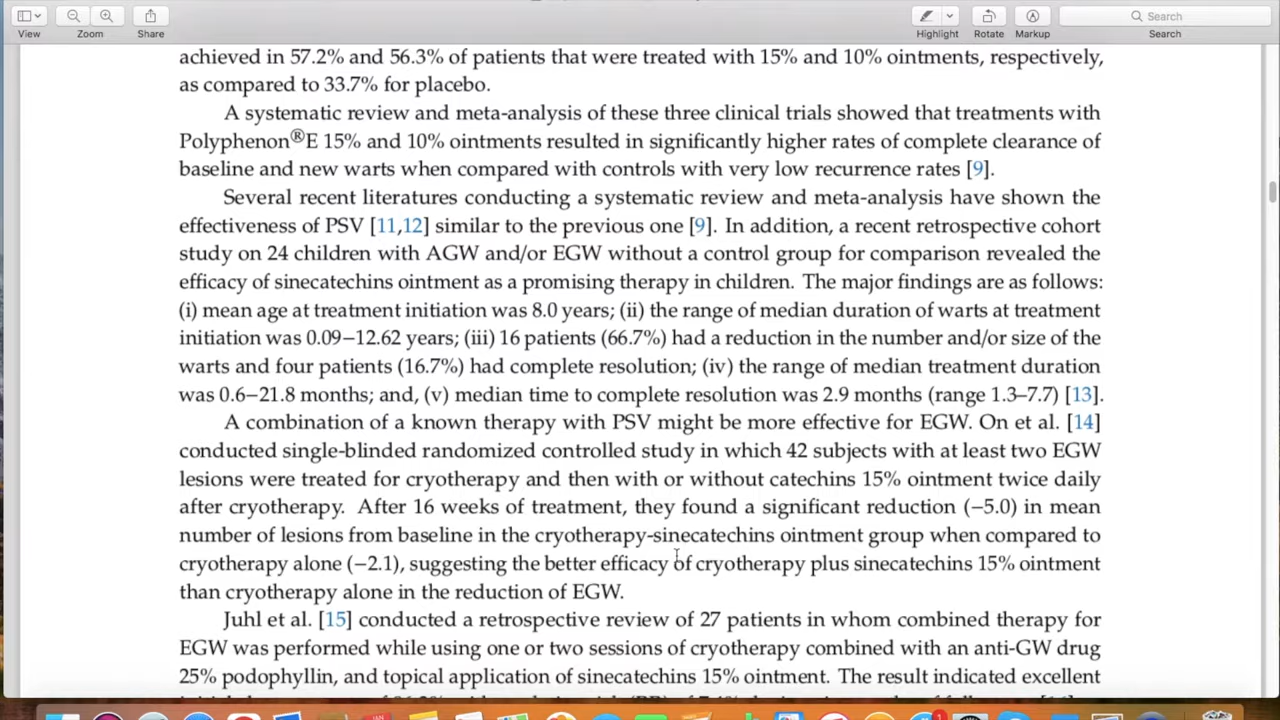 View
Zoom
Share
Highlight
Rotate
Markup
Search
Search
achieved in 57.2% and 56.3% of patients that were treated with 15% and 10% ointments, respectively,
as compared to 33.7% for placebo.
A systematic review and meta-analysis of these three clinical trials showed that treatments with
Polyphenon®E 15% and 10% ointments resulted in significantly higher rates of complete clearance of
baseline and new warts when compared with controls with very low recurrence rates [9].
Several recent literatures conducting a systematic review and meta-analysis have shown the
effectiveness of PSV [11,12] similar to the previous one [9]. In addition, a recent retrospective cohort
study on 24 children with AGW and/or EGW without a control group for comparison revealed the
efficacy of sinecatechins ointment as a promising therapy in children. The major findings are as follows:
(i) mean age at treatment initiation was 8.0 years; (ii) the range of median duration of warts at treatment
initiation was 0.09–12.62 years; (iii) 16 patients (66.7%) had a reduction in the number and/or size of the
warts and four patients (16.7%) had complete resolution; (iv) the range of median treatment duration
was 0.6–21.8 months; and, (v) median time to complete resolution was 2.9 months (range 1.3–7.7) [13].
A combination of a known therapy with PSV might be more effective for EGW. On et al. [14]
conducted single-blinded randomized controlled study in which 42 subjects with at least two EGW
lesions were treated for cryotherapy and then with or without catechins 15% ointment twice daily
after cryotherapy. After 16 weeks of treatment, they found a significant reduction (−5.0) in mean
number of lesions from baseline in the cryotherapy-sinecatechins ointment group when compared to
cryotherapy alone (−2.1), suggesting the better efficacy of cryotherapy plus sinecatechins 15% ointment
than cryotherapy alone in the reduction of EGW.
Juhl et al. [15] conducted a retrospective review of 27 patients in whom combined therapy for
EGW was performed while using one or two sessions of cryotherapy combined with an anti-GW drug
25% podophyllin, and topical application of sinecatechins 15% ointment. The result indicated excellent